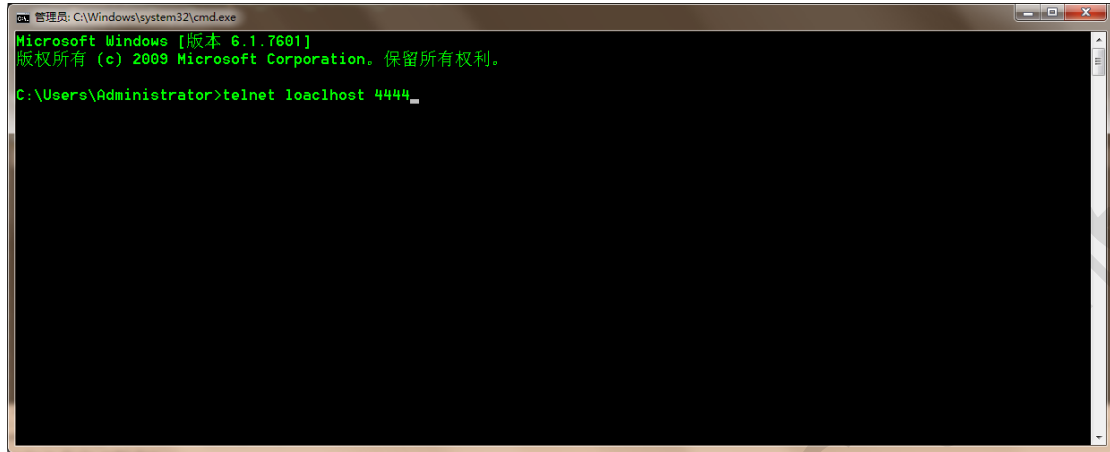 管理员: C:\Windows\system32\cmd.exe
Microsoft Windows [版本 6.1.7601]
版权所有 (c) 2009 Microsoft Corporation。保留所有权利。
C:\Users\Administrator>telnet loaclhost 4444